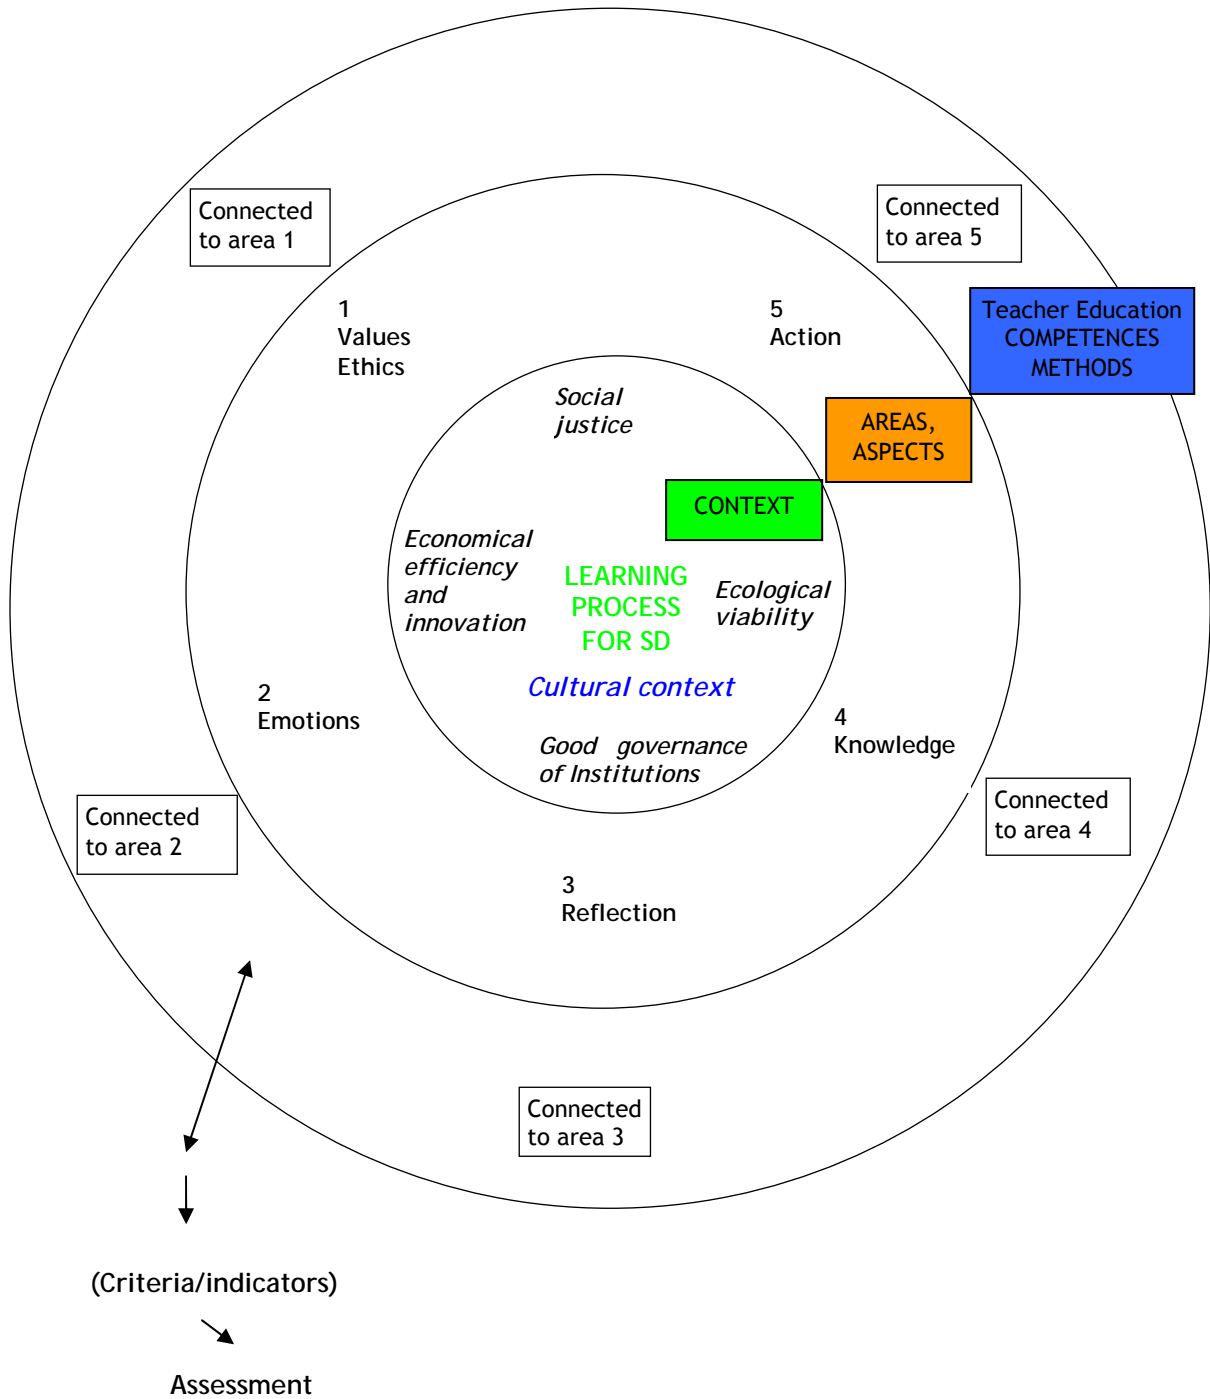 Connected
to area 1
Connected
to area 5
1
Values
Ethics
5
Action
Teacher Education
COMPETENCES
METHODS
Social
justice
AREAS,
ASPECTS
CONTEXT
Economical
efficiency
and
innovation
LEARNING
PROCESS
FOR SD
Ecological
viability
Cultural context
2
Emotions
4
Knowledge
Good governance
of Institutions
Connected
to area 2
Connected
to area 4
3
Reflection
Connected
to area 3
(Criteria/indicators)
Assessment